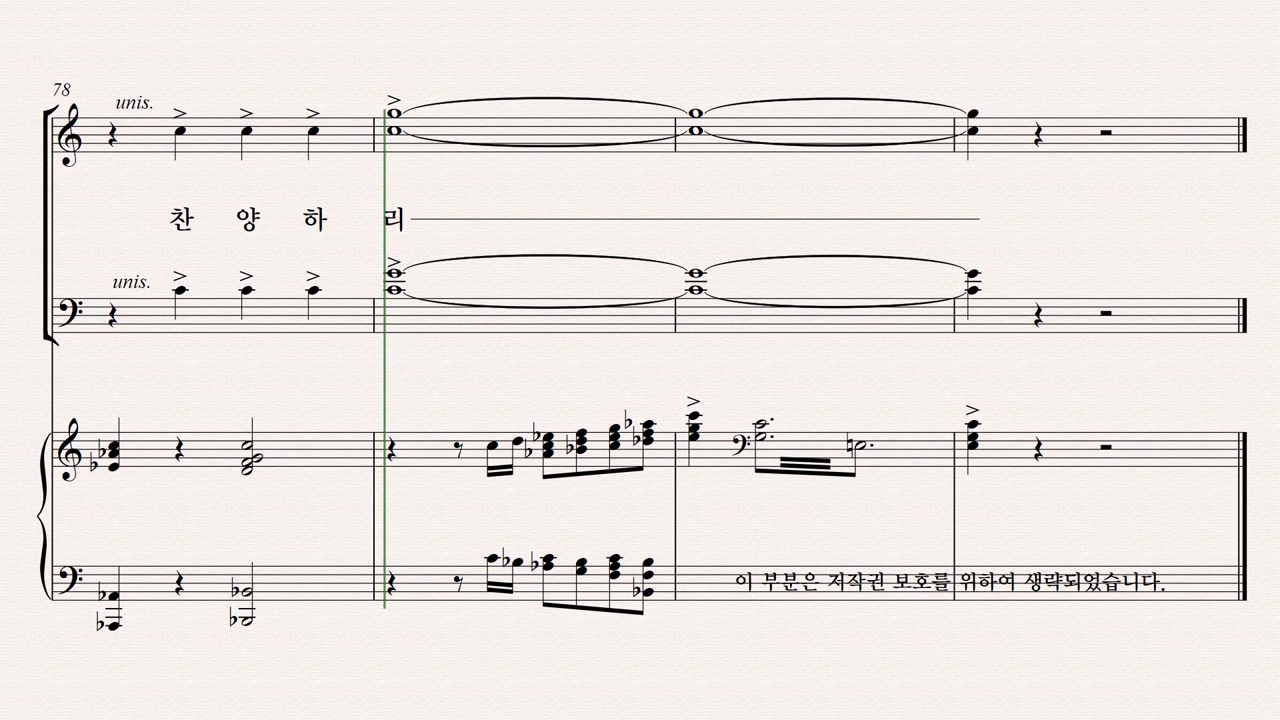 78
unis.
찬 양 하 리
unis.
이 부분은 저작권 보호를 위하여 생략되었습니다.